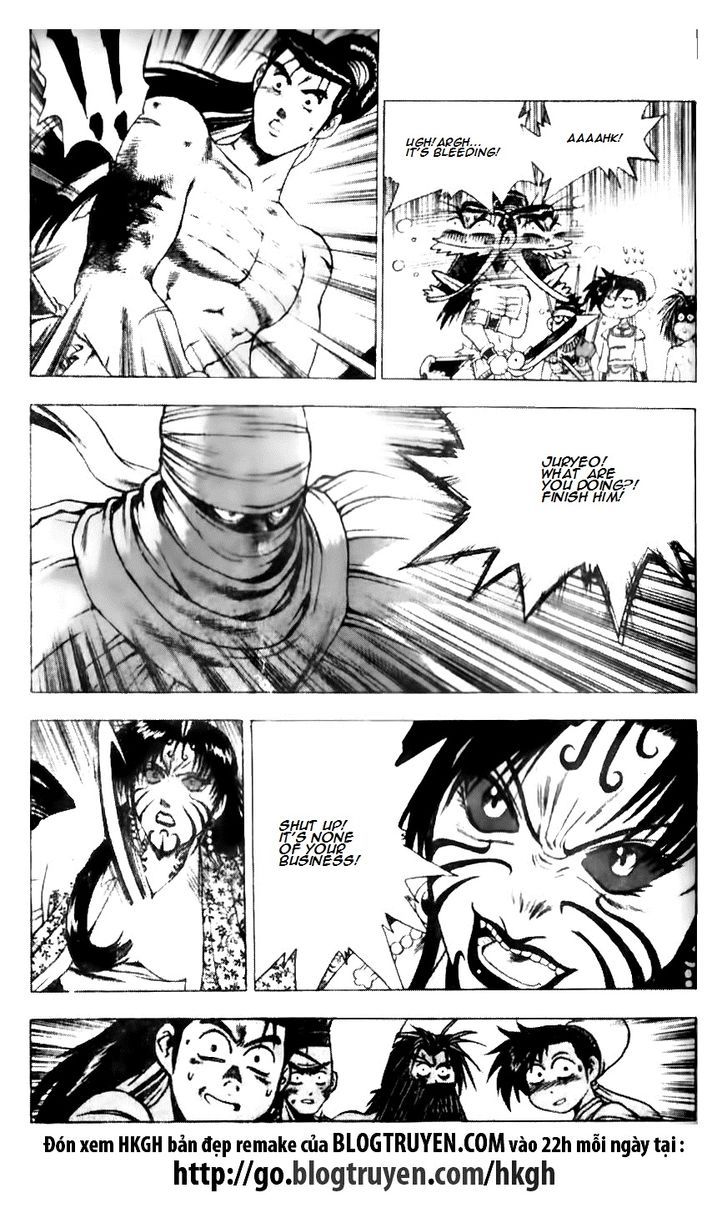 UGH! ARGH...
IT'S BLEEDING!
AAAAHK!
JURYEO!
WHAT ARE
YOU DOING?!
FINISH HIM!
SHUT UP!
IT'S NONE
OF YOUR
BUSINESS!
Đón xem HKGH bản đẹp remake của BLOGTRUYEN.COM vào 22h mỗi ngày tại :
http://go.blogtruyen.com/hkgh